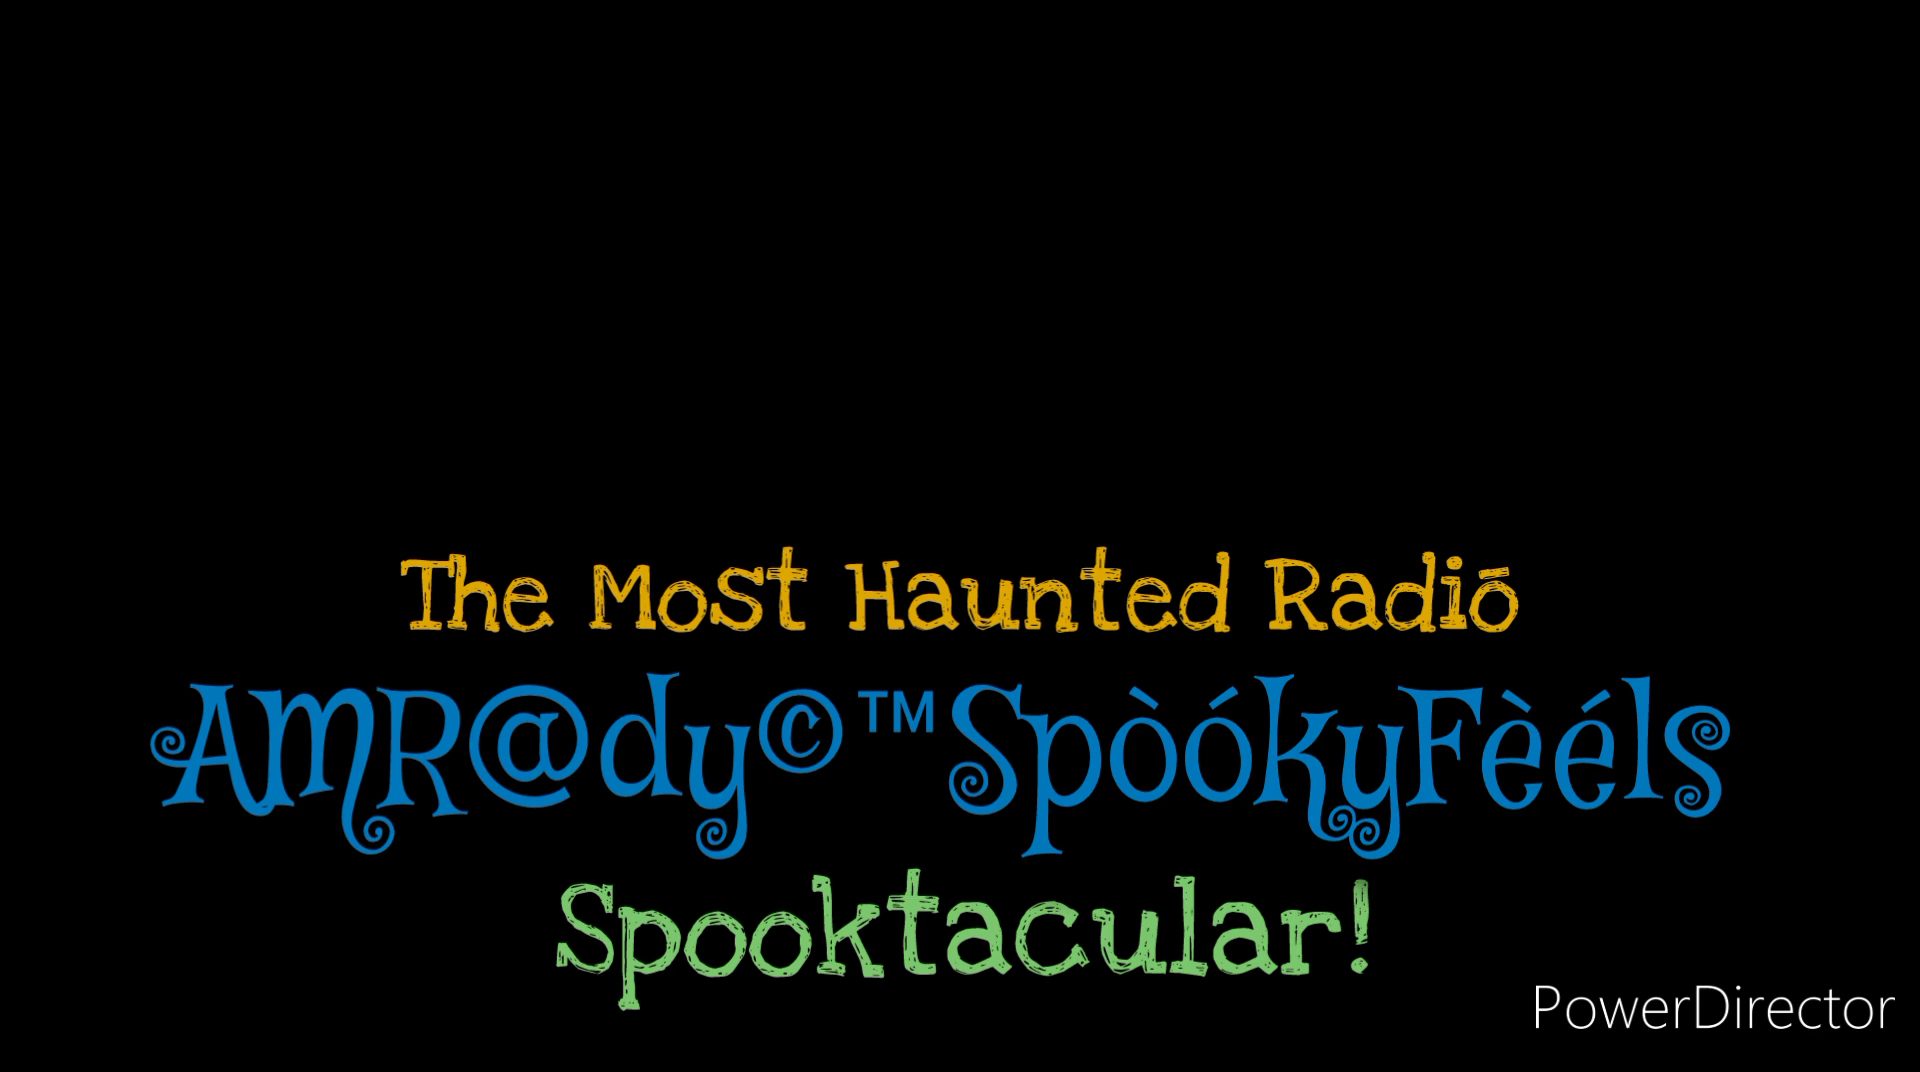 The Most Haunted Radiō
AmR@dy©™SpòókyFèéls
Spooktacular!
PowerDirector